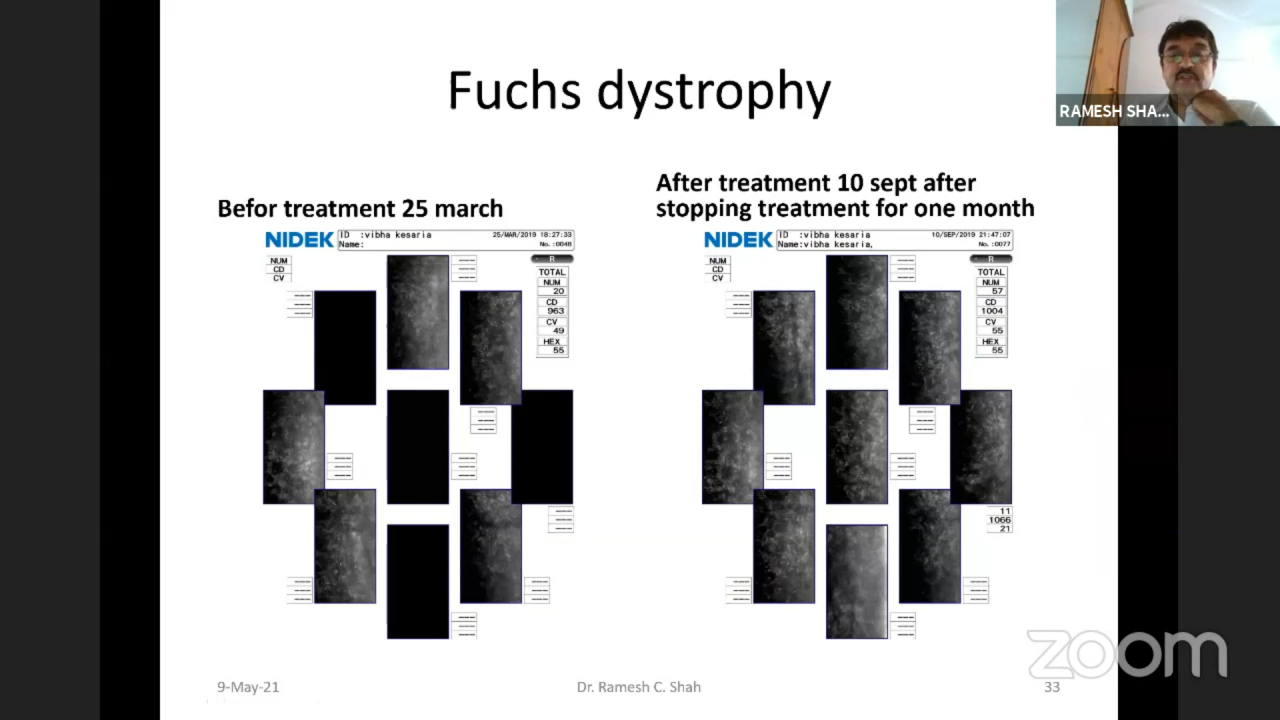 Fuchs dystrophy
RAMESH SHA...
Befor treatment 25 march
After treatment 10 sept after
stopping treatment for one month
NIDEK
ID :vibha kesaria 25/MAR/2019 18:27:33
Name: No.:0048
NUM
CD
CV
R
TOTAL
NUM
20
CD
963
CV
49
HEX
55
NIDEK
ID :vibha kesaria 10/SEP/2019 21:47:07
Name:vibha kesaria, No.:0077
NUM
CD
CV
R
TOTAL
NUM
57
CD
1004
CV
55
HEX
55
11
1066
21
zoom
9-May-21
Dr. Ramesh C. Shah
33